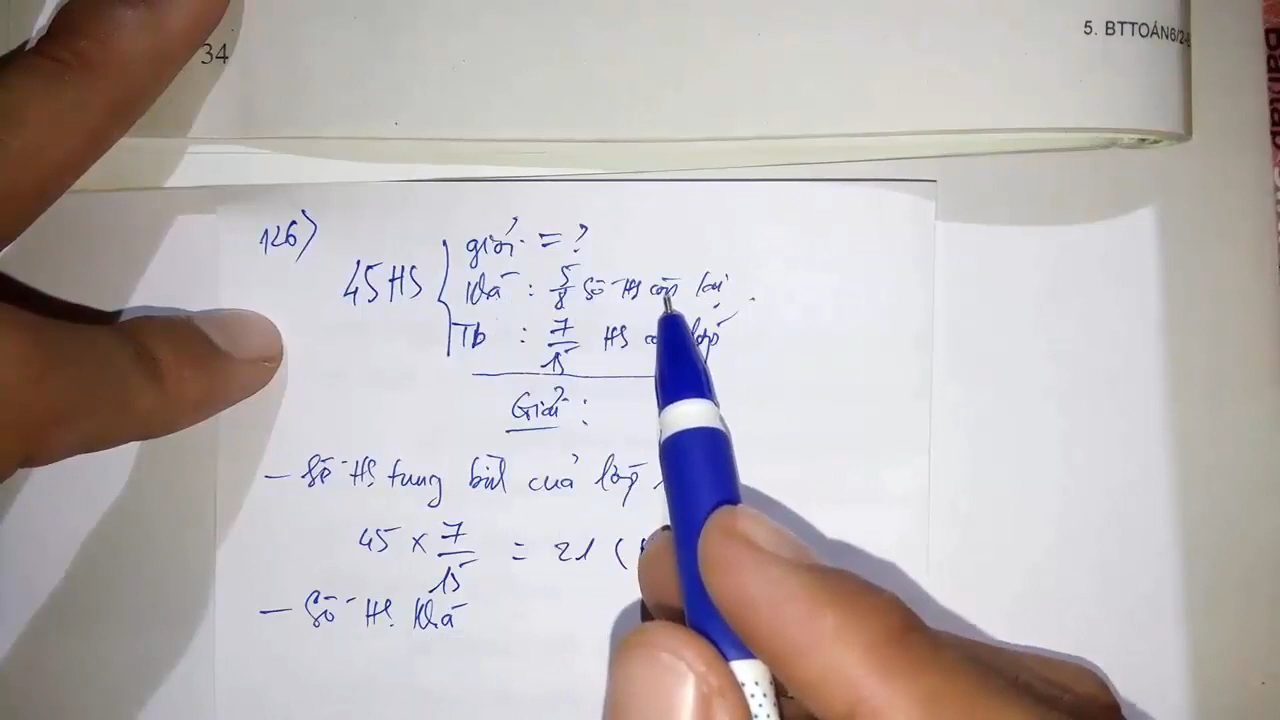 34
5. BTTOÁN6/2-
126)
45 HS
giỏi = ?
Khá : 5/8 Số HS còn lại
Tb : 7/15 HS lớp
Giải :
- Số HS trung bình của lớp
45 × 7/15 = 21 (
- Số HS Khá